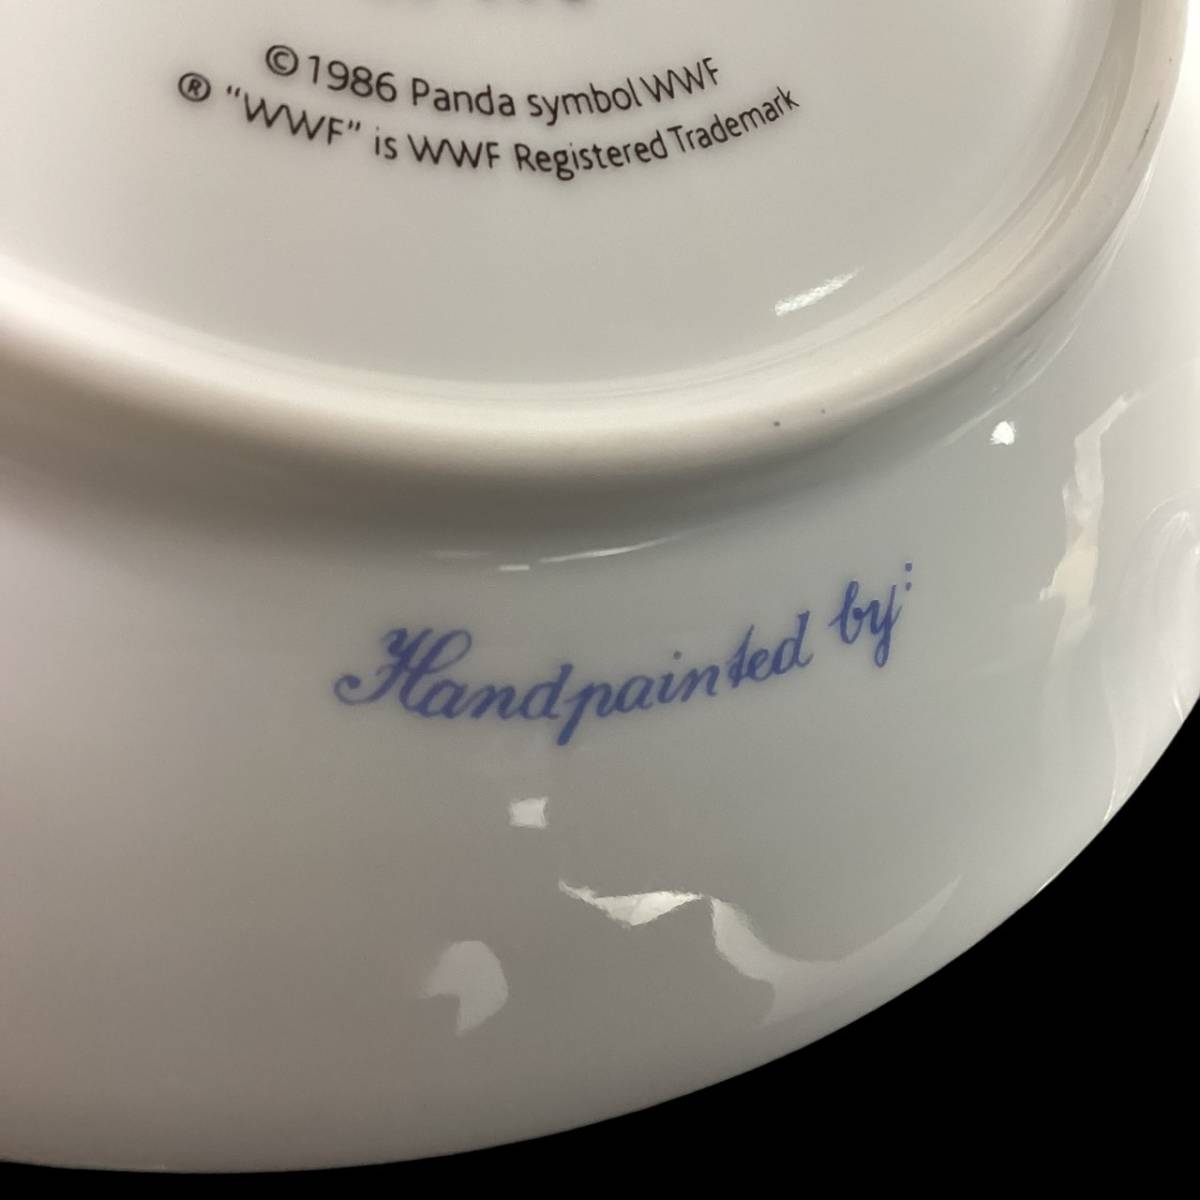 ©1986 Panda symbol WWF
® "WWF" is WWF Registered Trademark
Handpainted by: